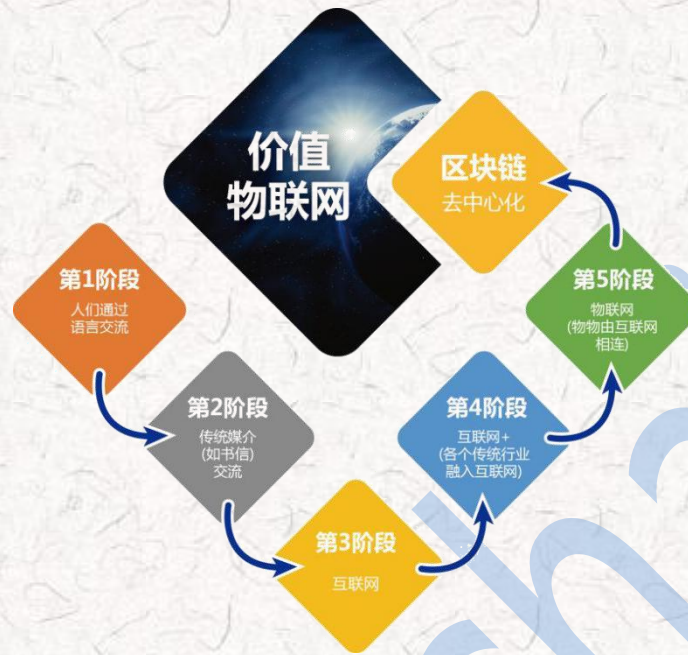 价值
物联网
区块链
去中心化
第1阶段
人们通过
语言交流
第2阶段
传统媒介
(如书信)
交流
第3阶段
互联网
第4阶段
互联网+
(各个传统行业
融入互联网)
第5阶段
物联网
(物物由互联网
相连)